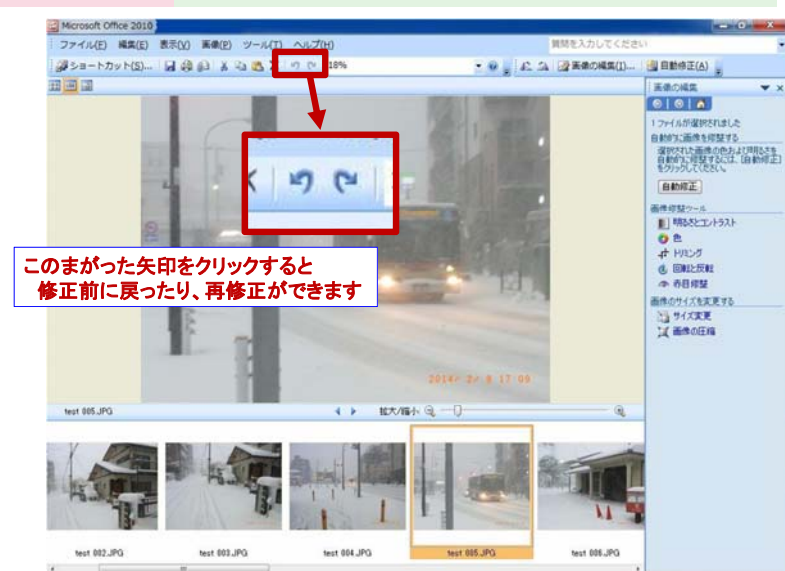 Microsoft Office 2010
ファイル(F) 編集(E) 表示(V) 画像(P) ツール(T) ヘルプ(H)
質問を入力してください
ショートカット(S)... 18%
画像の編集(I)... 自動修正(A)
画像の編集
1 ファイルが選択されました
自動的に画像を修整する
選択された画像の色および明るさを
自動的に修整するには、[自動修正]
をクリックしてください。
自動修正
画像修整ツール
明るさとコントラスト
色
トリミング
回転と反転
赤目修整
画像のサイズを変更する
サイズ変更
画像の圧縮
このまがった矢印をクリックすると
修正前に戻ったり、再修正ができます
2014/ 2/ 8 17:09
test 005.JPG
拡大/縮小
test 002.JPG
test 003.JPG
test 004.JPG
test 005.JPG
test 006.JPG